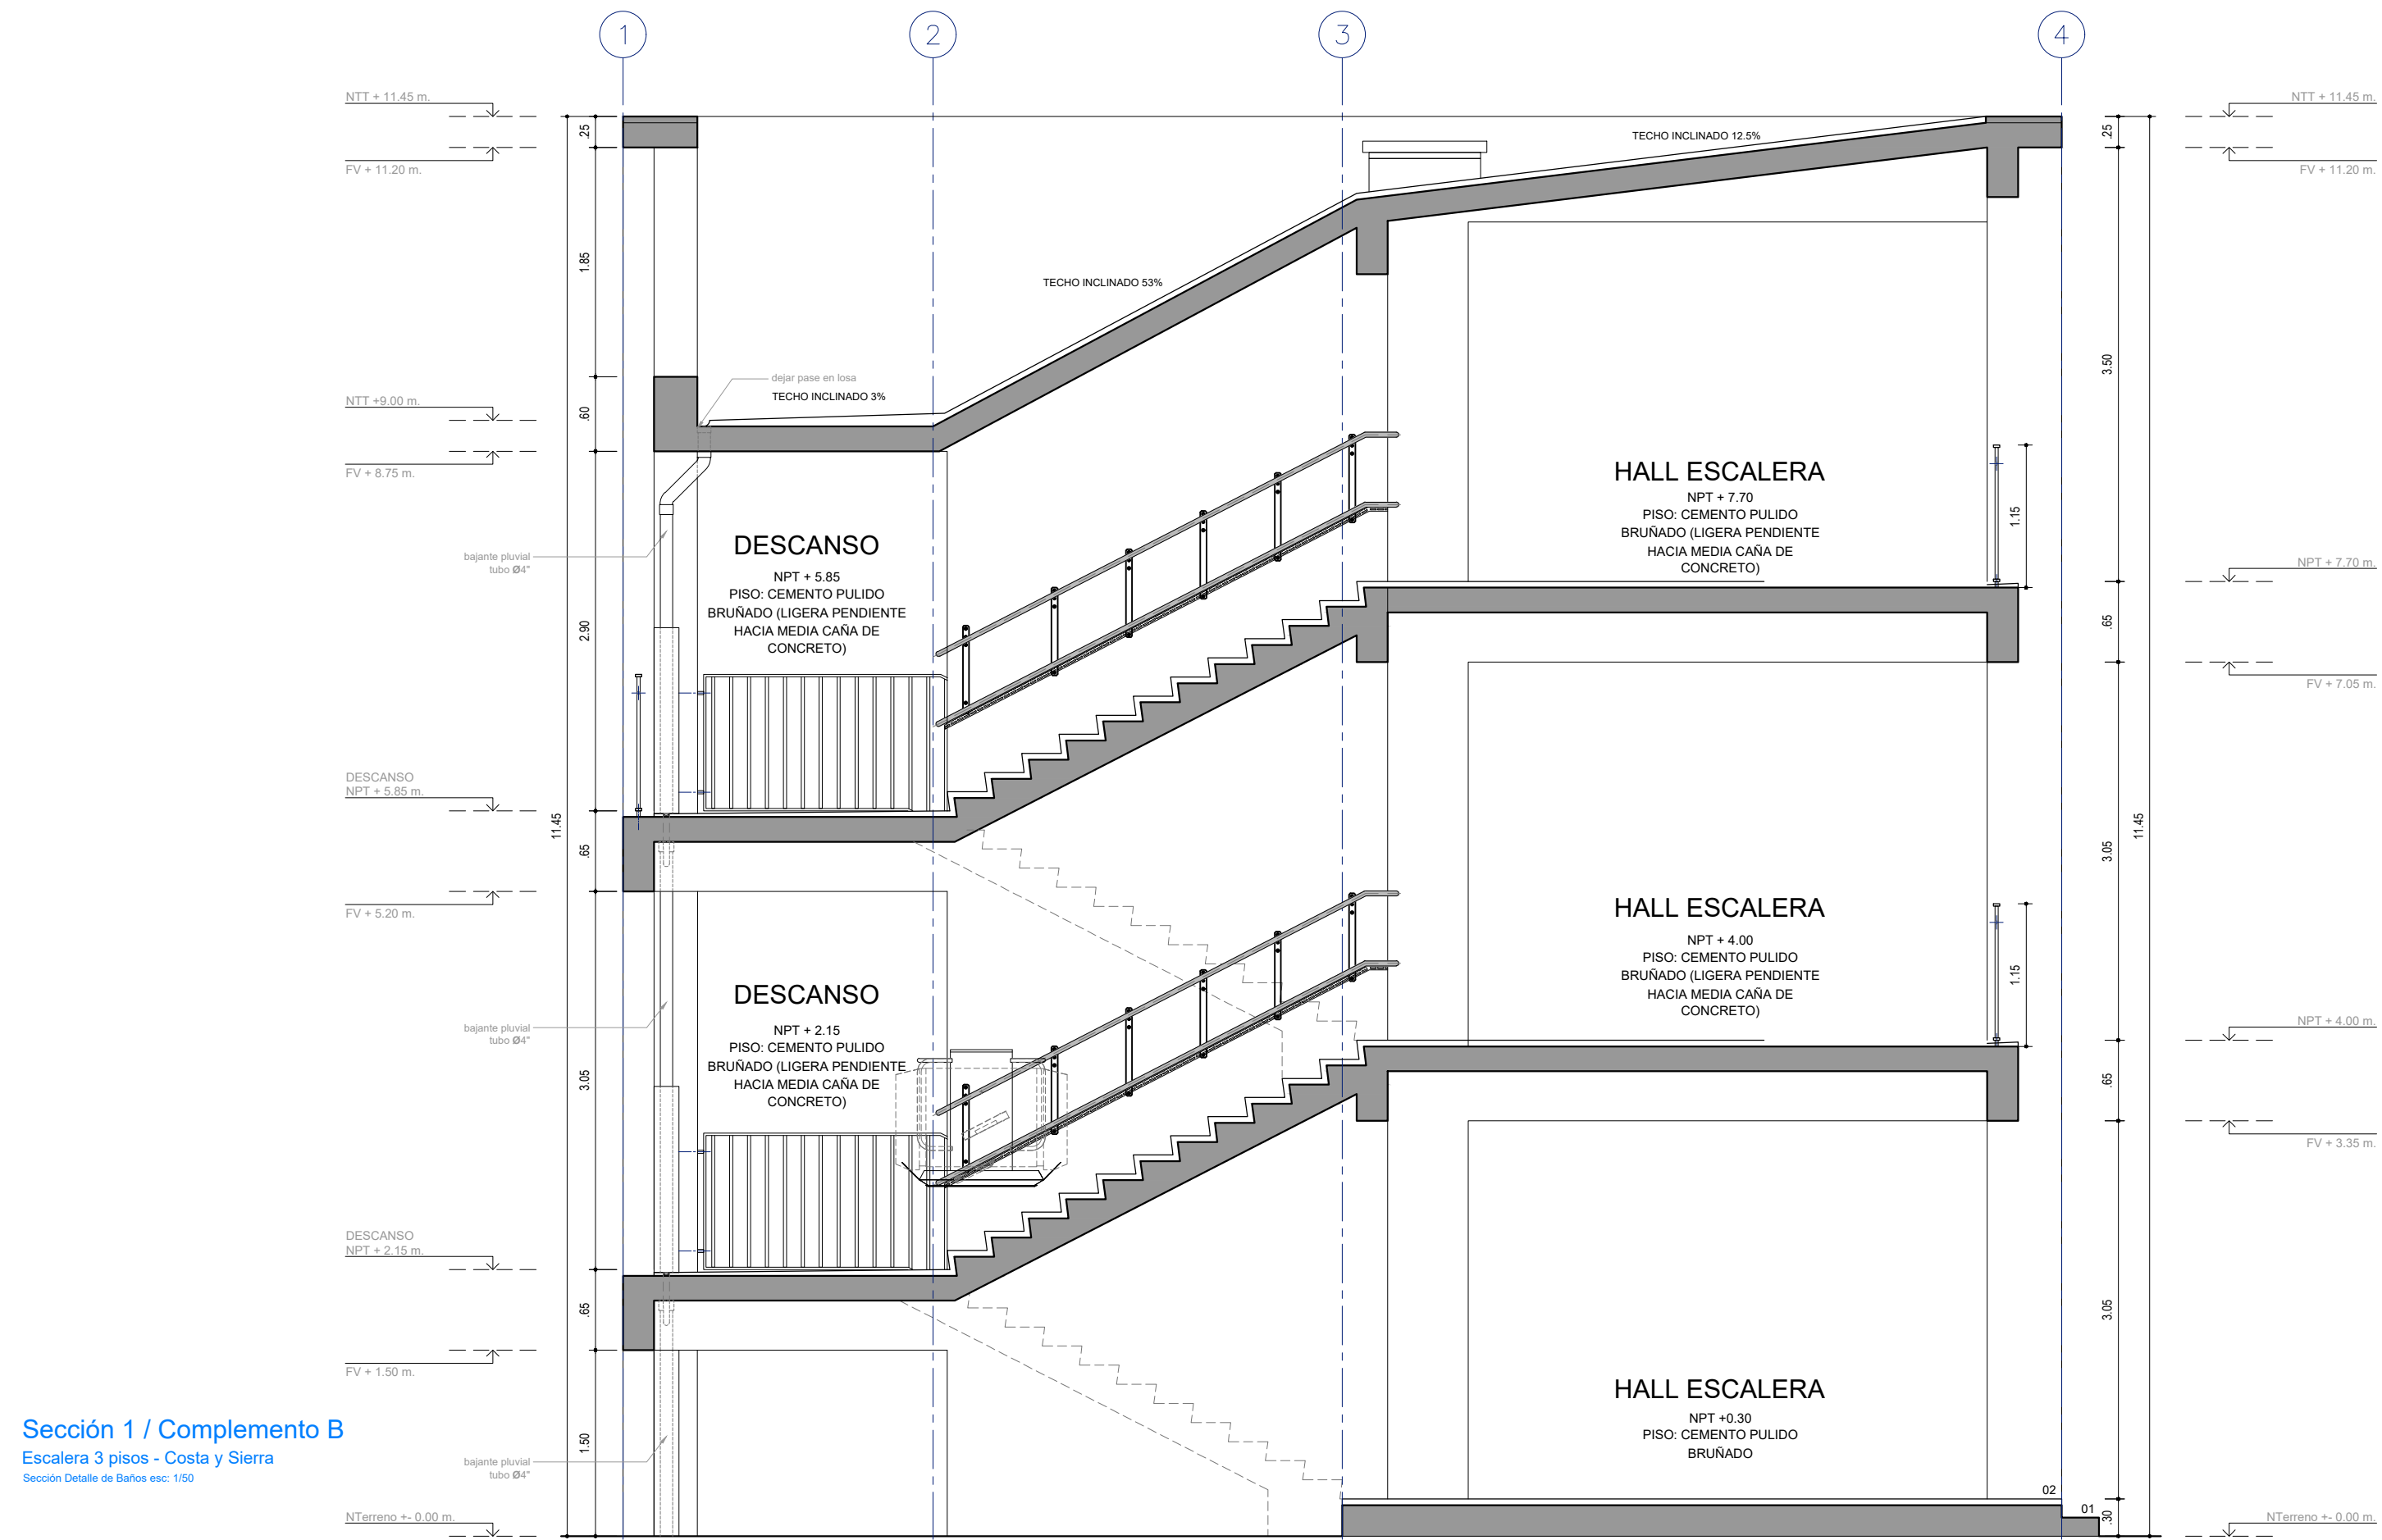 1
2
3
4
NTT + 11.45 m.
FV + 11.20 m.
.25
1.85
.60
2.90
.65
3.05
.65
1.50
11.45
NTT +9.00 m.
FV + 8.75 m.
DESCANSO
NPT + 5.85 m.
FV + 5.20 m.
DESCANSO
NPT + 2.15 m.
FV + 1.50 m.
NTerreno +- 0.00 m.
TECHO INCLINADO 12.5%
TECHO INCLINADO 53%
dejar pase en losa
TECHO INCLINADO 3%
bajante pluvial
tubo Ø4"
DESCANSO
NPT + 5.85
PISO: CEMENTO PULIDO
BRUÑADO (LIGERA PENDIENTE
HACIA MEDIA CAÑA DE
CONCRETO)
HALL ESCALERA
NPT + 7.70
PISO: CEMENTO PULIDO
BRUÑADO (LIGERA PENDIENTE
HACIA MEDIA CAÑA DE
CONCRETO)
1.15
bajante pluvial
tubo Ø4"
DESCANSO
NPT + 2.15
PISO: CEMENTO PULIDO
BRUÑADO (LIGERA PENDIENTE
HACIA MEDIA CAÑA DE
CONCRETO)
HALL ESCALERA
NPT + 4.00
PISO: CEMENTO PULIDO
BRUÑADO (LIGERA PENDIENTE
HACIA MEDIA CAÑA DE
CONCRETO)
1.15
HALL ESCALERA
NPT +0.30
PISO: CEMENTO PULIDO
BRUÑADO
02
01
bajante pluvial
tubo Ø4"
NTT + 11.45 m.
FV + 11.20 m.
NPT + 7.70 m.
FV + 7.05 m.
NPT + 4.00 m.
FV + 3.35 m.
NTerreno +- 0.00 m.
.25
3.50
.65
3.05
.65
3.05
.30
11.45
Sección 1 / Complemento B
Escalera 3 pisos - Costa y Sierra
Sección Detalle de Baños esc: 1/50